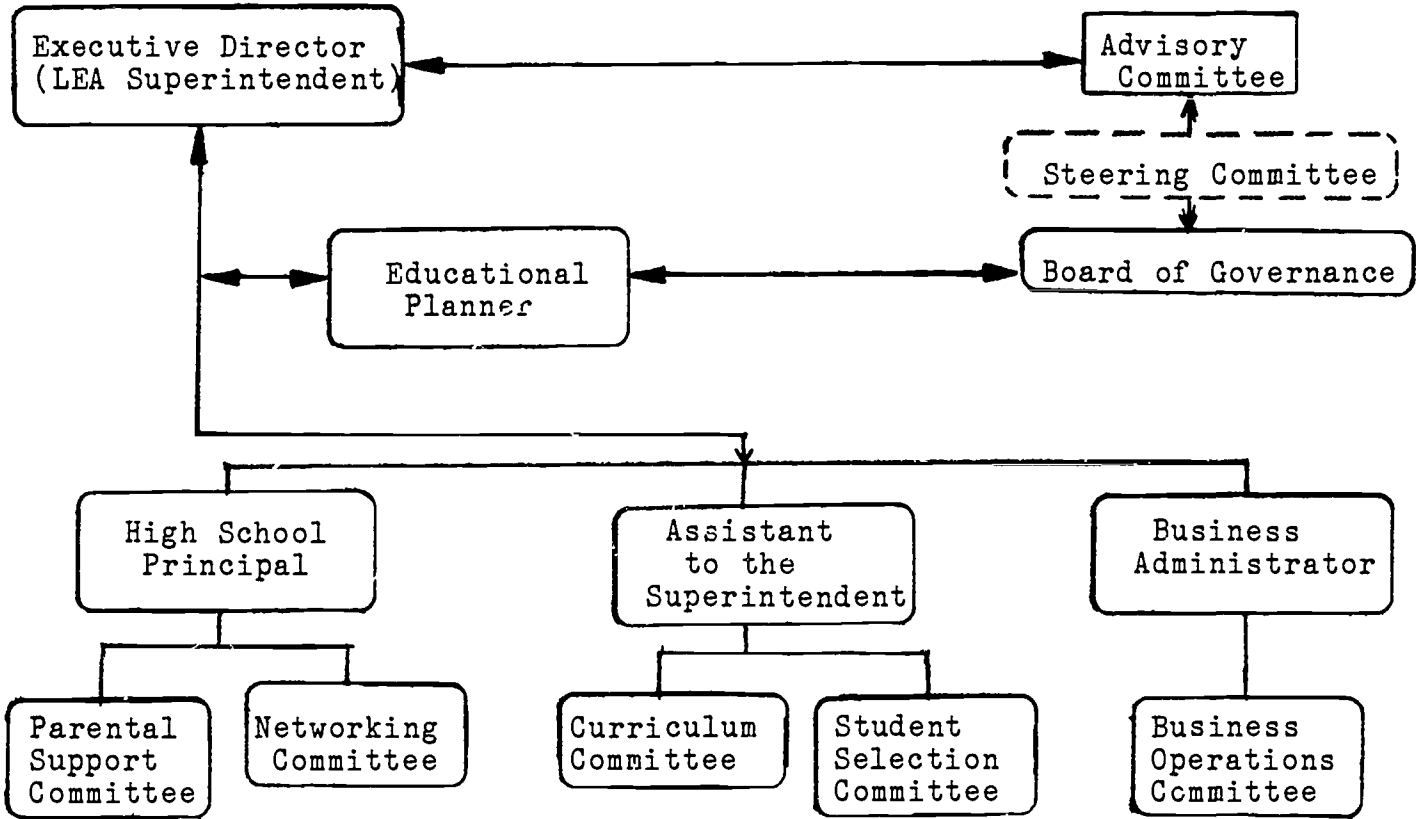 Executive Director
(LEA Superintendent)
Advisory
Committee
Steering Committee
Educational
Planner
Board of Governance
High School
Principal
Assistant
to the
Superintendent
Business
Administrator
Parental
Support
Committee
Networking
Committee
Curriculum
Committee
Student
Selection
Committee
Business
Operations
Committee